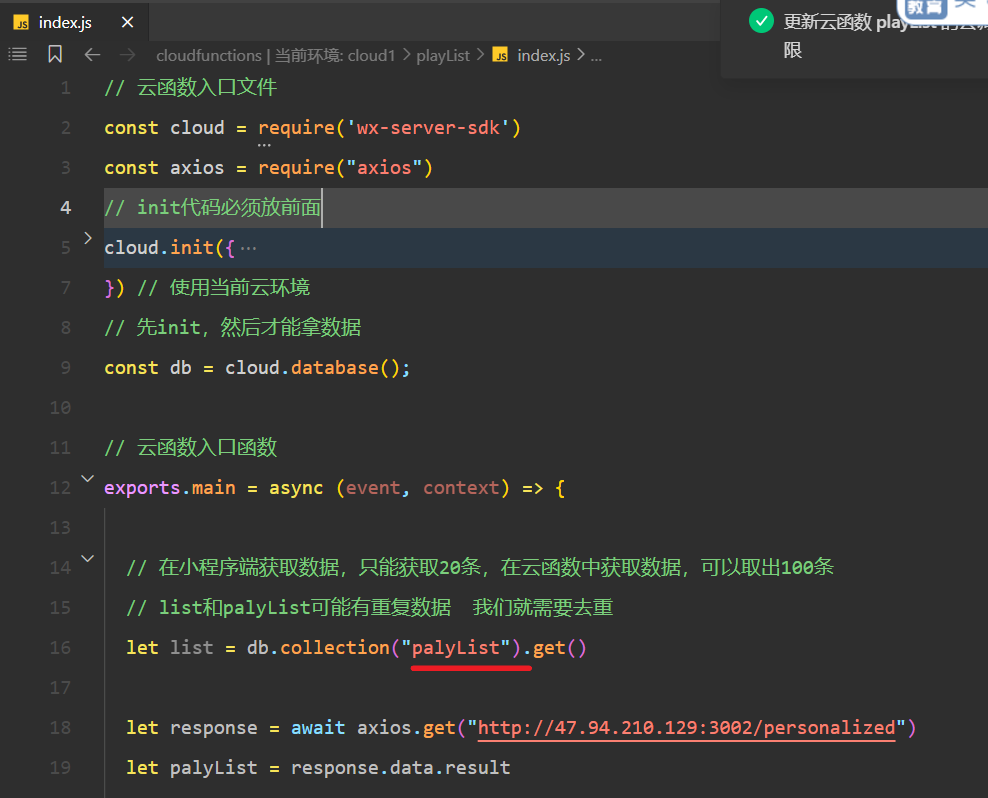 JS index.js ×
更新云函数 playList 的云
限
教育 英
cloudfunctions | 当前环境: cloud1 > playList > JS index.js > ...
1 // 云函数入口文件
2 const cloud = require('wx-server-sdk')
3 const axios = require("axios")
4 // init代码必须放前面
5 cloud.init({ ···
7 }) // 使用当前云环境
8 // 先init，然后才能拿数据
9 const db = cloud.database();
10
11 // 云函数入口函数
12 exports.main = async (event, context) => {
13
14 // 在小程序端获取数据，只能获取20条，在云函数中获取数据，可以取出100条
15 // list和palyList可能有重复数据 我们就需要去重
16 let list = db.collection("palyList").get()
17
18 let response = await axios.get("http://47.94.210.129:3002/personalized")
19 let palyList = response.data.result